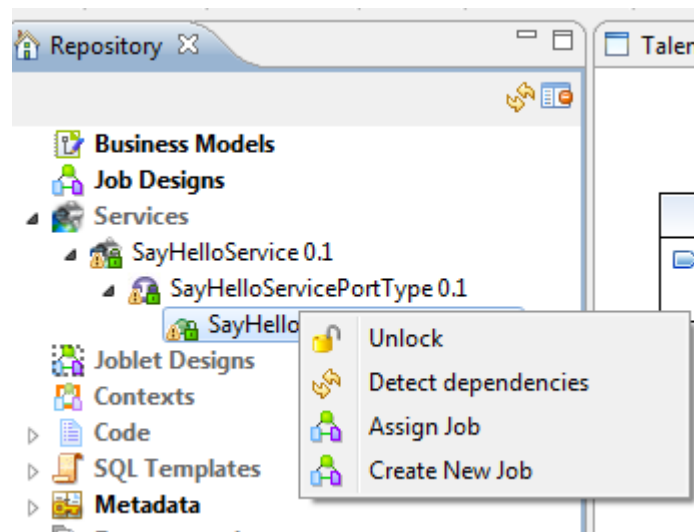 Repository
Business Models
Job Designs
Services
SayHelloService 0.1
SayHelloServicePortType 0.1
SayHello
Unlock
Detect dependencies
Assign Job
Create New Job
Joblet Designs
Contexts
Code
SQL Templates
Metadata